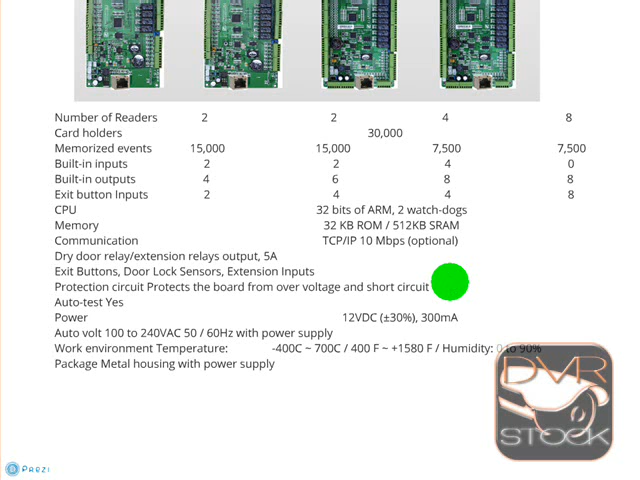 Number of Readers 2 2 4 8
Card holders 30,000
Memorized events 15,000 15,000 7,500 7,500
Built-in inputs 2 2 4 0
Built-in outputs 4 6 8 8
Exit button Inputs 2 4 4 8
CPU 32 bits of ARM, 2 watch-dogs
Memory 32 KB ROM / 512KB SRAM
Communication TCP/IP 10 Mbps (optional)
Dry door relay/extension relays output, 5A
Exit Buttons, Door Lock Sensors, Extension Inputs
Protection circuit Protects the board from over voltage and short circuit
Auto-test Yes
Power 12VDC (±30%), 300mA
Auto volt 100 to 240VAC 50 / 60Hz with power supply
Work environment Temperature: -400C ~ 700C / 400 F ~ +1580 F / Humidity: 0 to 90%
Package Metal housing with power supply
DVR
STOCK
Prezi